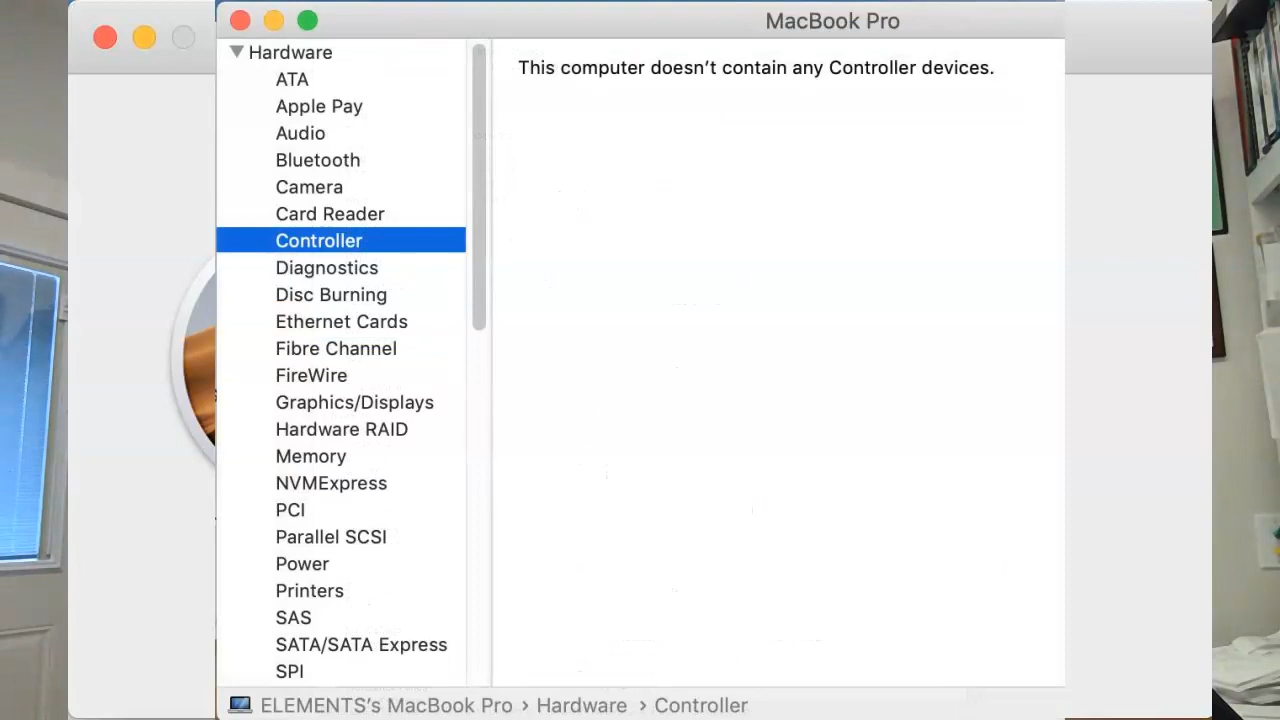 MacBook Pro
Hardware
ATA
Apple Pay
Audio
Bluetooth
Camera
Card Reader
Controller
Diagnostics
Disc Burning
Ethernet Cards
Fibre Channel
FireWire
Graphics/Displays
Hardware RAID
Memory
NVMExpress
PCI
Parallel SCSI
Power
Printers
SAS
SATA/SATA Express
SPI
This computer doesn’t contain any Controller devices.
ELEMENTS’s MacBook Pro › Hardware › Controller